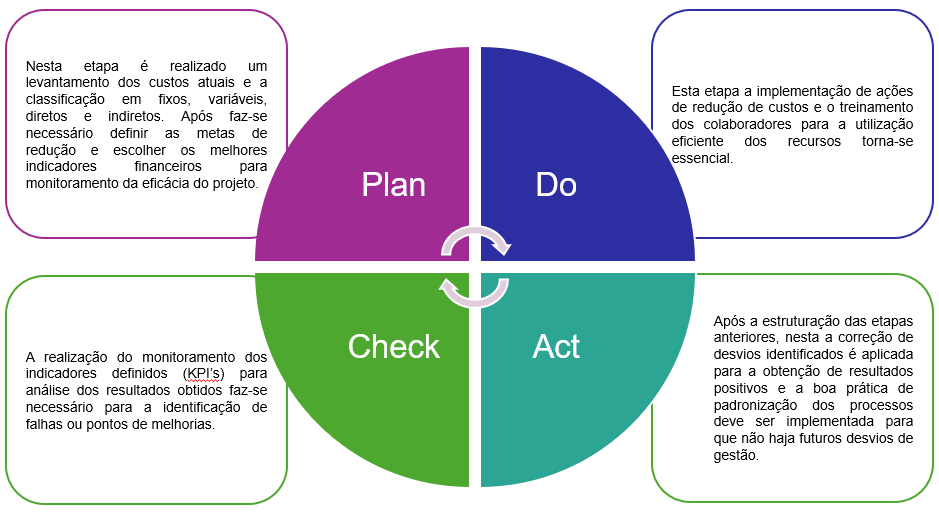 Nesta etapa é realizado um
levantamento dos custos atuais e a
classificação em fixos, variáveis,
diretos e indiretos. Após faz-se
necessário definir as metas de
redução e escolher os melhores
indicadores financeiros para
monitoramento da eficácia do projeto.
Plan
Do
Esta etapa a implementação de ações
de redução de custos e o treinamento
dos colaboradores para a utilização
eficiente dos recursos torna-se
essencial.
A realização do monitoramento dos
indicadores definidos (KPI's) para
análise dos resultados obtidos faz-se
necessário para a identificação de
falhas ou pontos de melhorias.
Check
Act
Após a estruturação das etapas
anteriores, nesta a correção de
desvios identificados é aplicada
para a obtenção de resultados
positivos e a boa prática de
padronização dos processos
deve ser implementada para
que não haja futuros desvios de
gestão.